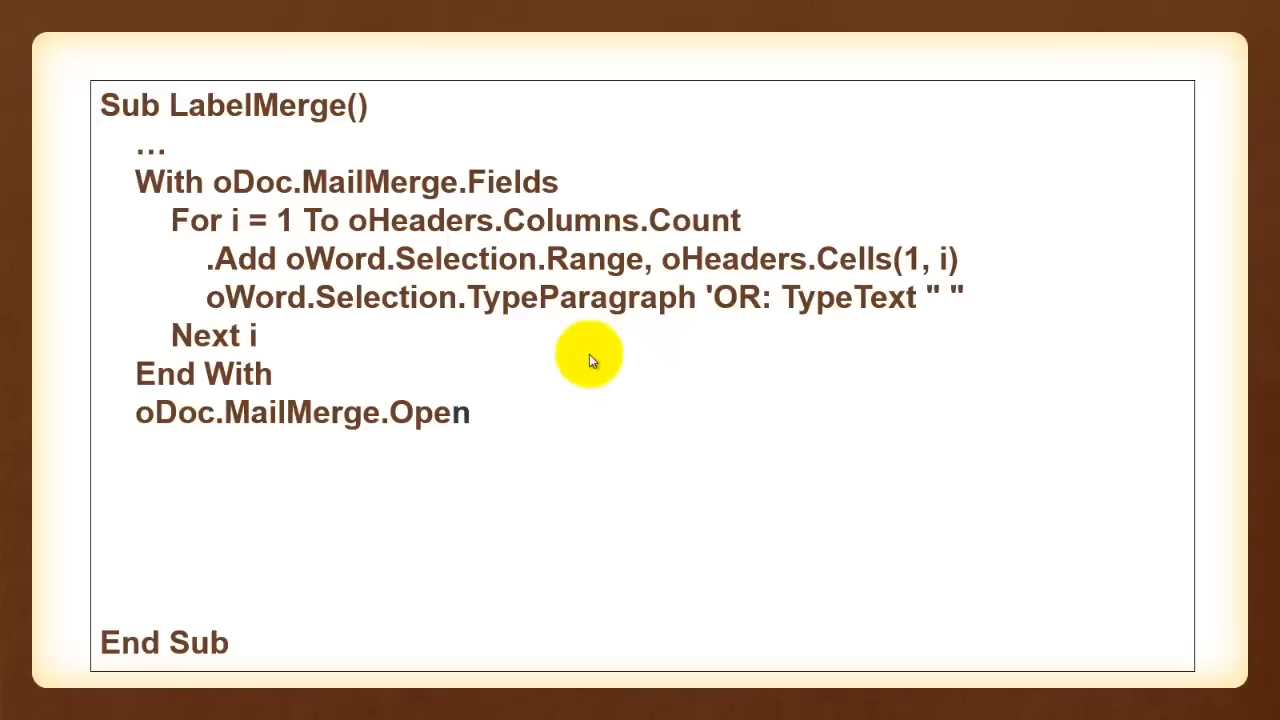 Sub LabelMerge()
…
With oDoc.MailMerge.Fields
For i = 1 To oHeaders.Columns.Count
.Add oWord.Selection.Range, oHeaders.Cells(1, i)
oWord.Selection.TypeParagraph 'OR: TypeText " "
Next i
End With
oDoc.MailMerge.Open
End Sub